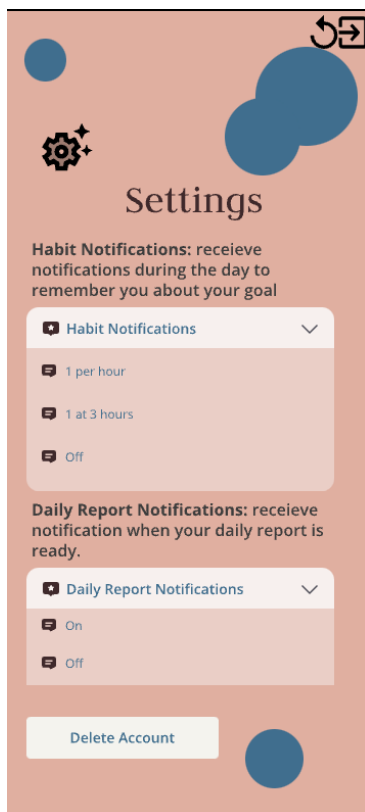 Settings
Habit Notifications: receieve
notifications during the day to
remember you about your goal
Habit Notifications
1 per hour
1 at 3 hours
Off
Daily Report Notifications: receieve
notification when your daily report is
ready.
Daily Report Notifications
On
Off
Delete Account